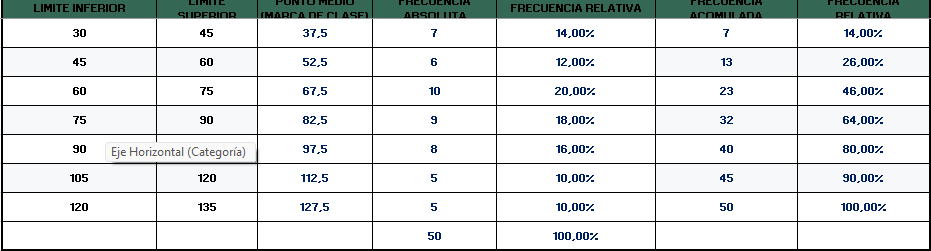 LIMITE INFERIOR LIMITE SUPERIOR PUNTO MEDIO (MARCA DE CLASE) FRECUENCIA ABSOLUTA FRECUENCIA RELATIVA FRECUENCIA ACOMULADA FRECUENCIA RELATIVA
30 45 37,5 7 14,00% 7 14,00%
45 60 52,5 6 12,00% 13 26,00%
60 75 67,5 10 20,00% 23 46,00%
75 90 82,5 9 18,00% 32 64,00%
90 97,5 8 16,00% 40 80,00%
Eje Horizontal (Categoría)
105 120 112,5 5 10,00% 45 90,00%
120 135 127,5 5 10,00% 50 100,00%
50 100,00%